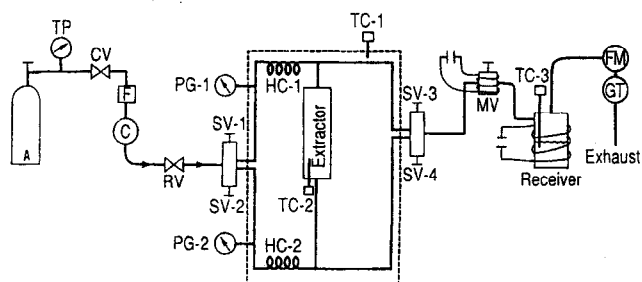 TP
CV
A
F
C
RV
SV-1
SV-2
PG-1
PG-2
HC-1
HC-2
Extractor
TC-1
TC-2
SV-3
SV-4
MV
TC-3
Receiver
FM
GT
Exhaust